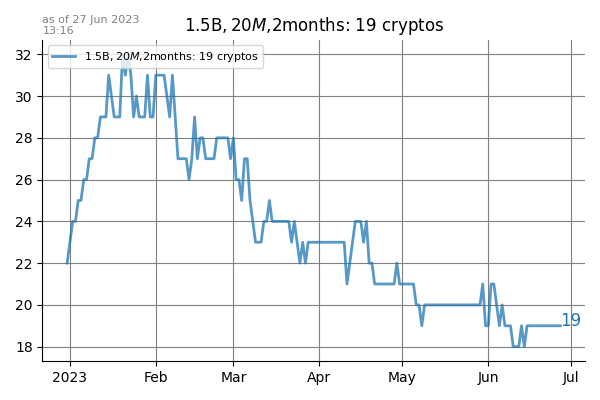 as of 27 Jun 2023
13:16
1.5B, 20M,2months: 19 cryptos
1.5B, 20M,2months: 19 cryptos
32
30
28
26
24
22
20
18
19
2023 Feb Mar Apr May Jun Jul